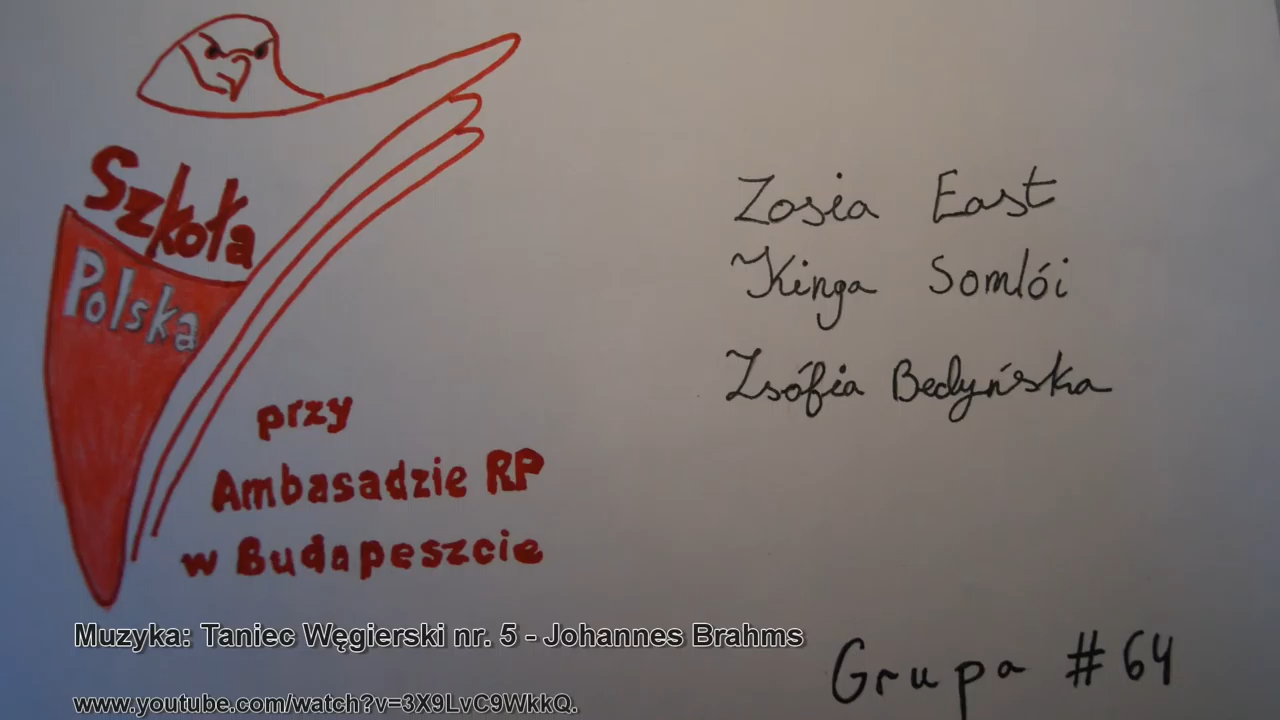 Szkoła
Polska
przy
Ambasadzie RP
w Budapeszcie
Zosia East
Kinga Somlói
Zsófia Bedyńska
Grupa #64
Muzyka: Taniec Węgierski nr. 5 - Johannes Brahms
www.youtube.com/watch?v=3X9LvC9WkkQ.